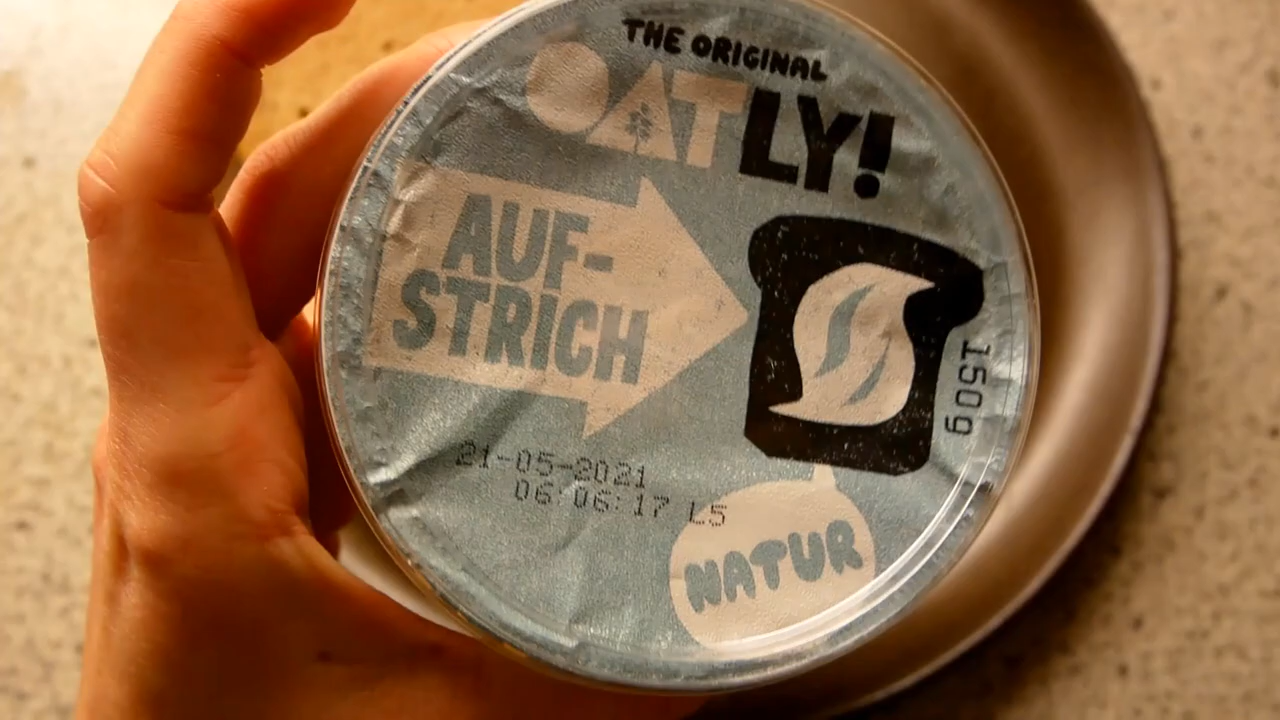 THE ORIGINAL
OATLY!
AUF-
STRICH
150g
21-05-2021
06:06:17 L5
NATUR